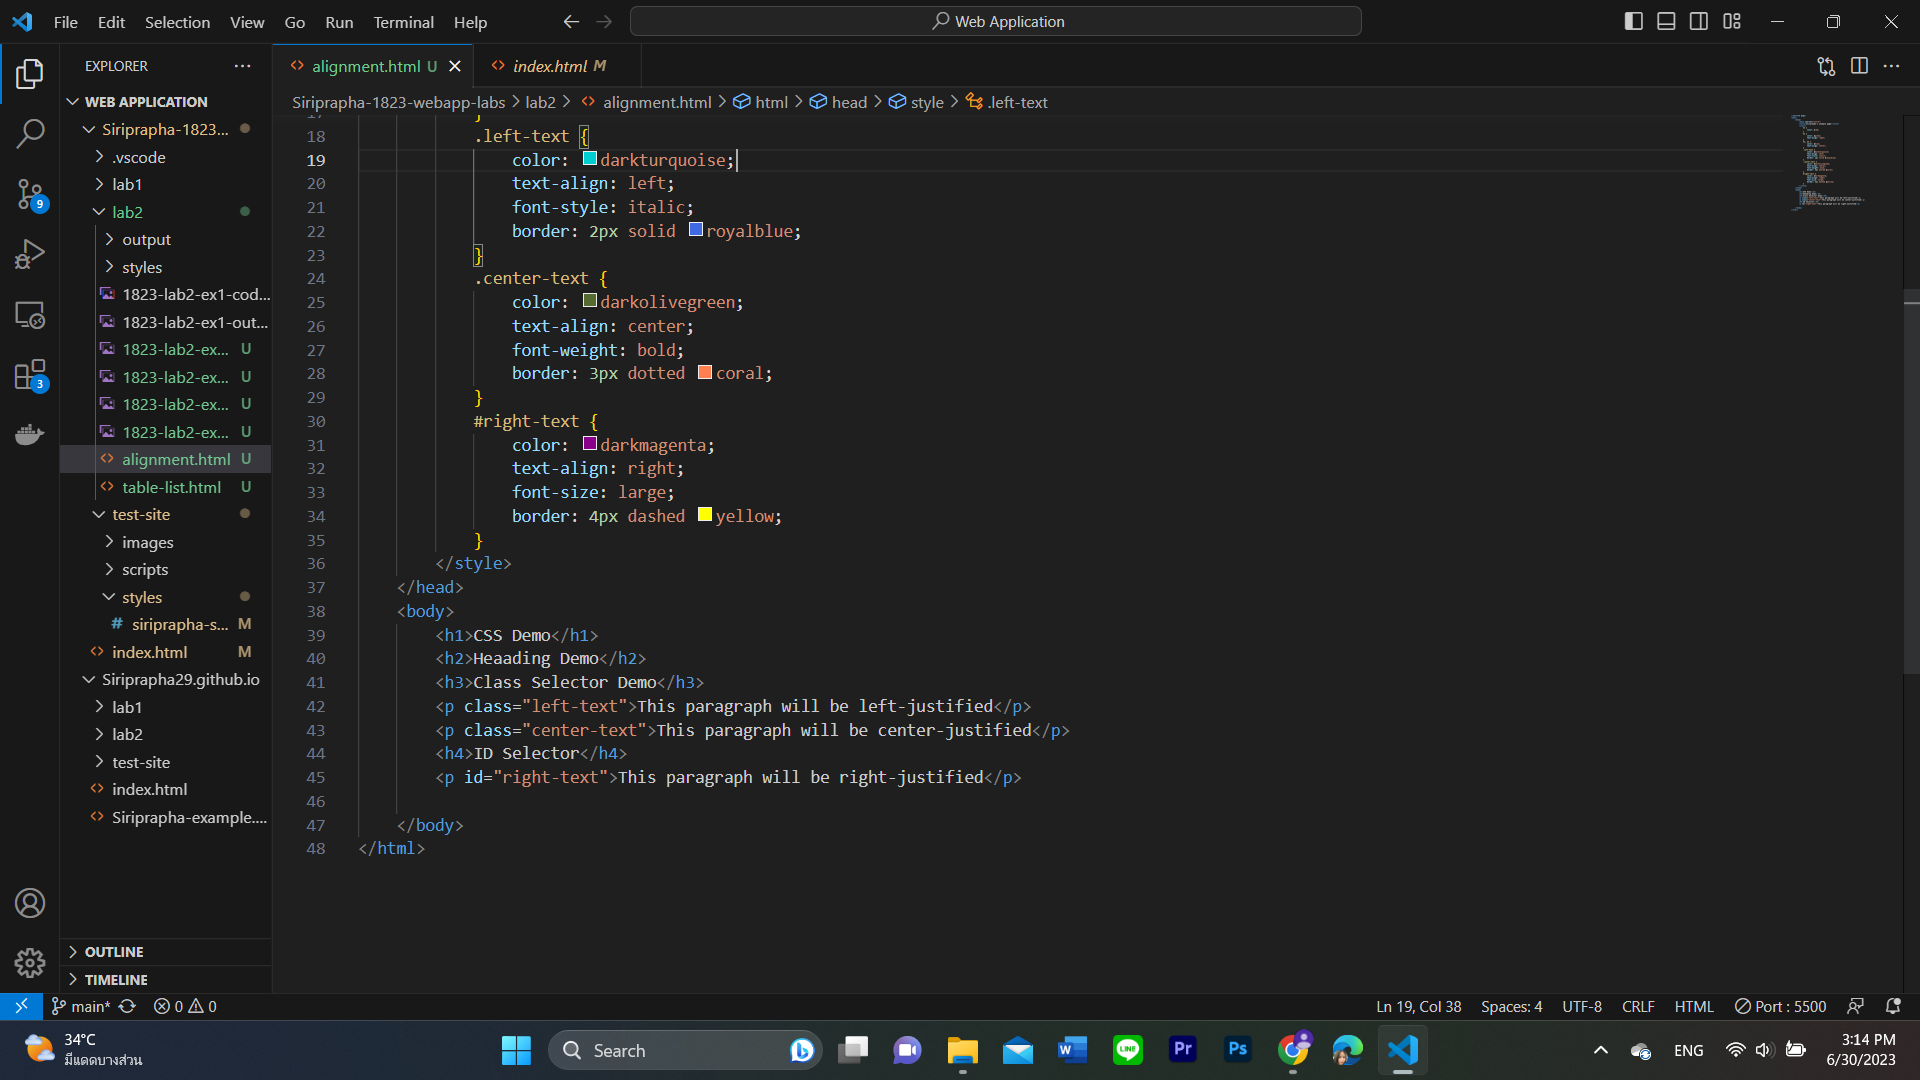 File Edit Selection View Go Run Terminal Help
Web Application
EXPLORER
WEB APPLICATION
Siriprapha-1823...
.vscode
lab1
lab2
output
styles
1823-lab2-ex1-cod...
1823-lab2-ex1-out...
1823-lab2-ex... U
1823-lab2-ex... U
1823-lab2-ex... U
1823-lab2-ex... U
alignment.html U
table-list.html U
test-site
images
scripts
styles
# siriprapha-s... M
index.html M
Siriprapha29.github.io
lab1
lab2
test-site
index.html
Siriprapha-example....
OUTLINE
TIMELINE
9
3
alignment.html U
index.html M
Siriprapha-1823-webapp-labs > lab2 > alignment.html > html > head > style > .left-text
18 .left-text {
19 color: darkturquoise;
20 text-align: left;
21 font-style: italic;
22 border: 2px solid royalblue;
23 }
24 .center-text {
25 color: darkolivegreen;
26 text-align: center;
27 font-weight: bold;
28 border: 3px dotted coral;
29 }
30 #right-text {
31 color: darkmagenta;
32 text-align: right;
33 font-size: large;
34 border: 4px dashed yellow;
35 }
36 </style>
37 </head>
38 <body>
39 <h1>CSS Demo</h1>
40 <h2>Heaading Demo</h2>
41 <h3>Class Selector Demo</h3>
42 <p class="left-text">This paragraph will be left-justified</p>
43 <p class="center-text">This paragraph will be center-justified</p>
44 <h4>ID Selector</h4>
45 <p id="right-text">This paragraph will be right-justified</p>
46
47 </body>
48 </html>
main* 0 0
Ln 19, Col 38 Spaces: 4 UTF-8 CRLF HTML Port : 5500
34°C
มีแดดบางส่วน
Search
W
LINE
Pr
Ps
ENG
3:14 PM
6/30/2023